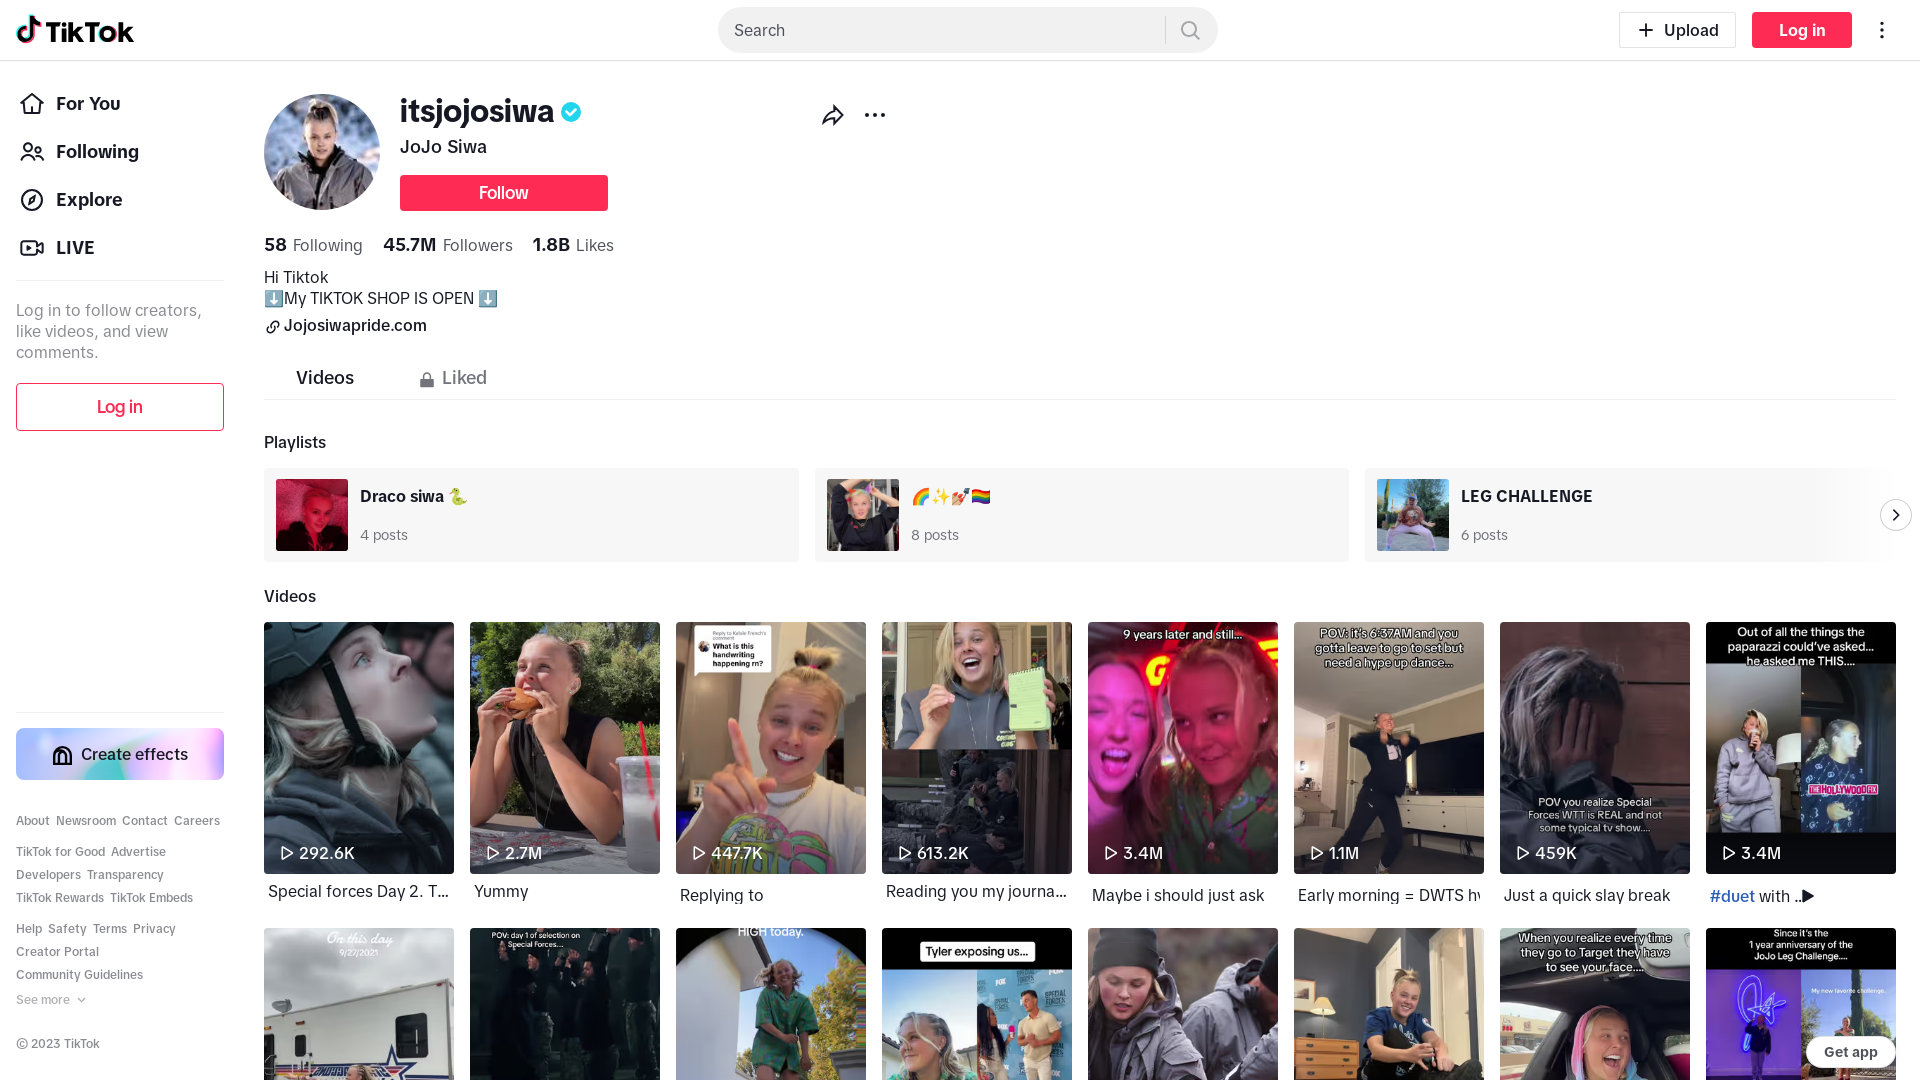 TikTok
Search
Upload
Log in
For You
Following
Explore
LIVE
Log in to follow creators,
like videos, and view
comments.
Log in
Create effects
About Newsroom Contact Careers
TikTok for Good Advertise
Developers Transparency
TikTok Rewards TikTok Embeds
Help Safety Terms Privacy
Creator Portal
Community Guidelines
See more
© 2023 TikTok
itsjojosiwa
JoJo Siwa
Follow
58 Following 45.7M Followers 1.8B Likes
Hi Tiktok
⬇️My TIKTOK SHOP IS OPEN ⬇️
Jojosiwapride.com
Videos
Liked
Playlists
Draco siwa 🐍
4 posts
🌈✨💅🏼🏳️‍🌈
8 posts
LEG CHALLENGE
6 posts
Videos
292.6K
Special forces Day 2. T...
2.7M
Yummy
Reply to Kalsie French's
comment
What is this
handwriting
happening rn?
447.7K
Replying to
613.2K
Reading you my journa...
9 years later and still...
3.4M
Maybe i should just ask
POV: it's 6:37AM and you
gotta leave to go to set but
need a hype up dance...
1.1M
Early morning = DWTS
POV you realize Special
Forces WTT is REAL and not
some typical tv show....
459K
Just a quick slay break
Out of all the things the
paparazzi could've asked...
he asked me THIS....
THE HOLLYWOOD FIX
3.4M
#duet with ...
On this day
9/27/2021
POV: day 1 of selection on
Special Forces...
HIGH today.
Tyler exposing us...
FOX
SPECIAL
FORCES
When you realize every time
they go to Target they have
to see your face....
Since it's the
1 year anniversary of the
JoJo Leg Challenge....
My new favorite challenge.
Get app